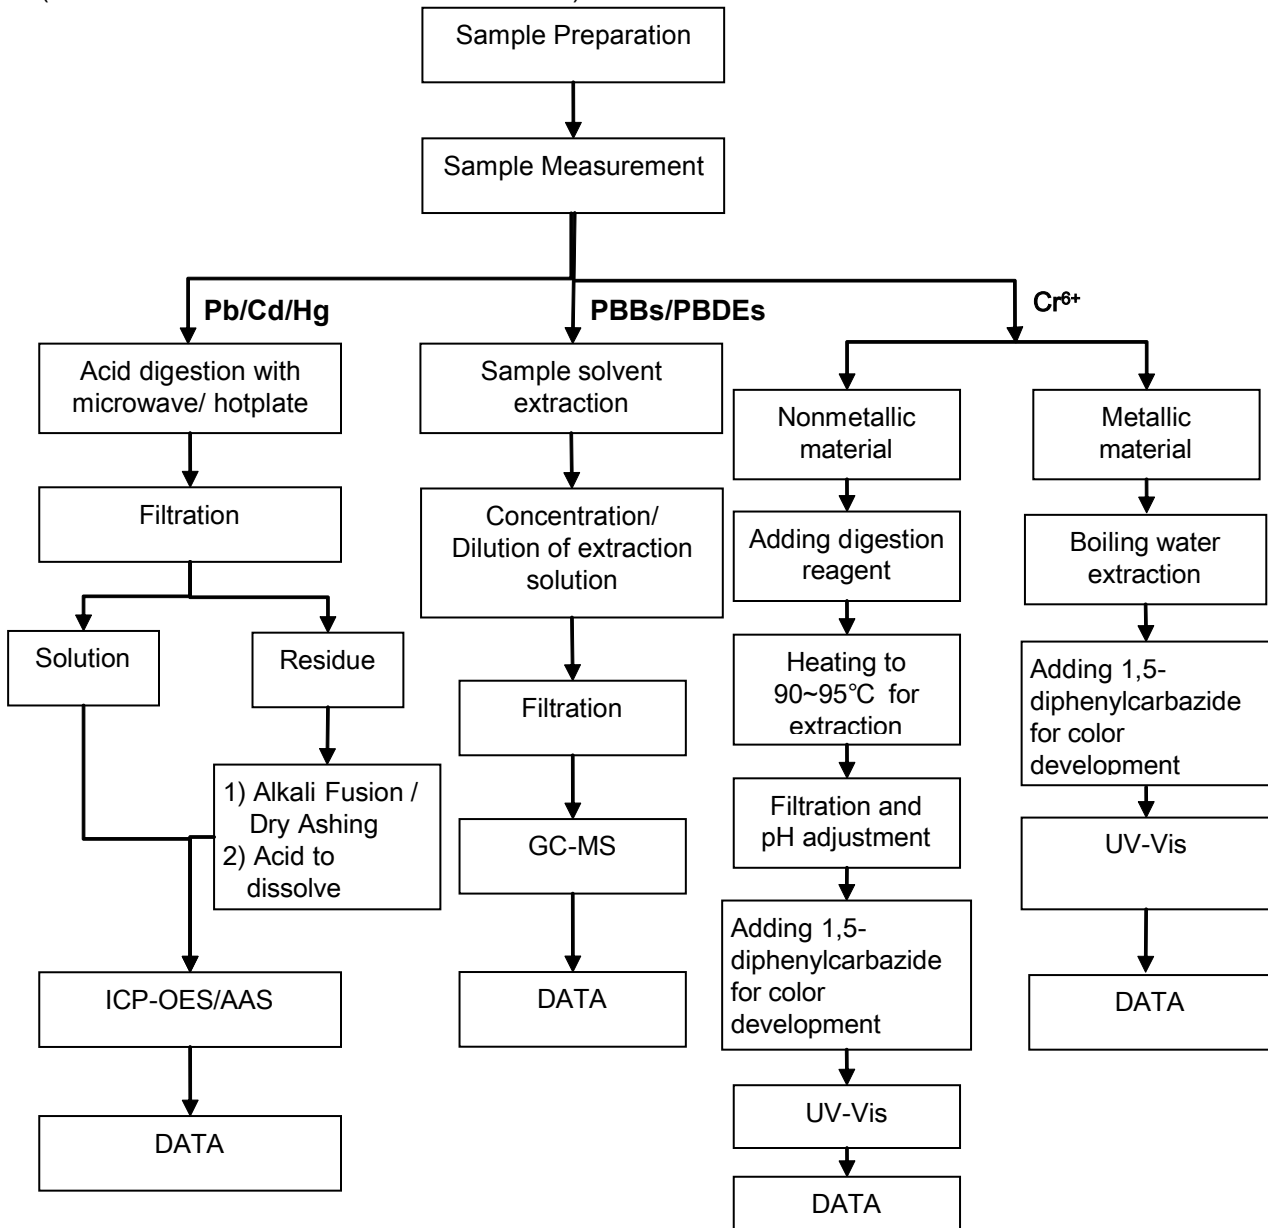 Sample Preparation
Sample Measurement
Pb/Cd/Hg
PBBs/PBDEs
Cr⁶⁺
Acid digestion with
microwave/ hotplate
Filtration
Solution
Residue
1) Alkali Fusion /
Dry Ashing
2) Acid to
dissolve
ICP-OES/AAS
DATA
Sample solvent
extraction
Concentration/
Dilution of extraction
solution
Filtration
GC-MS
DATA
Nonmetallic
material
Adding digestion
reagent
Heating to
90~95℃ for
extraction
Filtration and
pH adjustment
Adding 1,5-
diphenylcarbazide
for color
development
UV-Vis
DATA
Metallic
material
Boiling water
extraction
Adding 1,5-
diphenylcarbazide
for color
development
UV-Vis
DATA